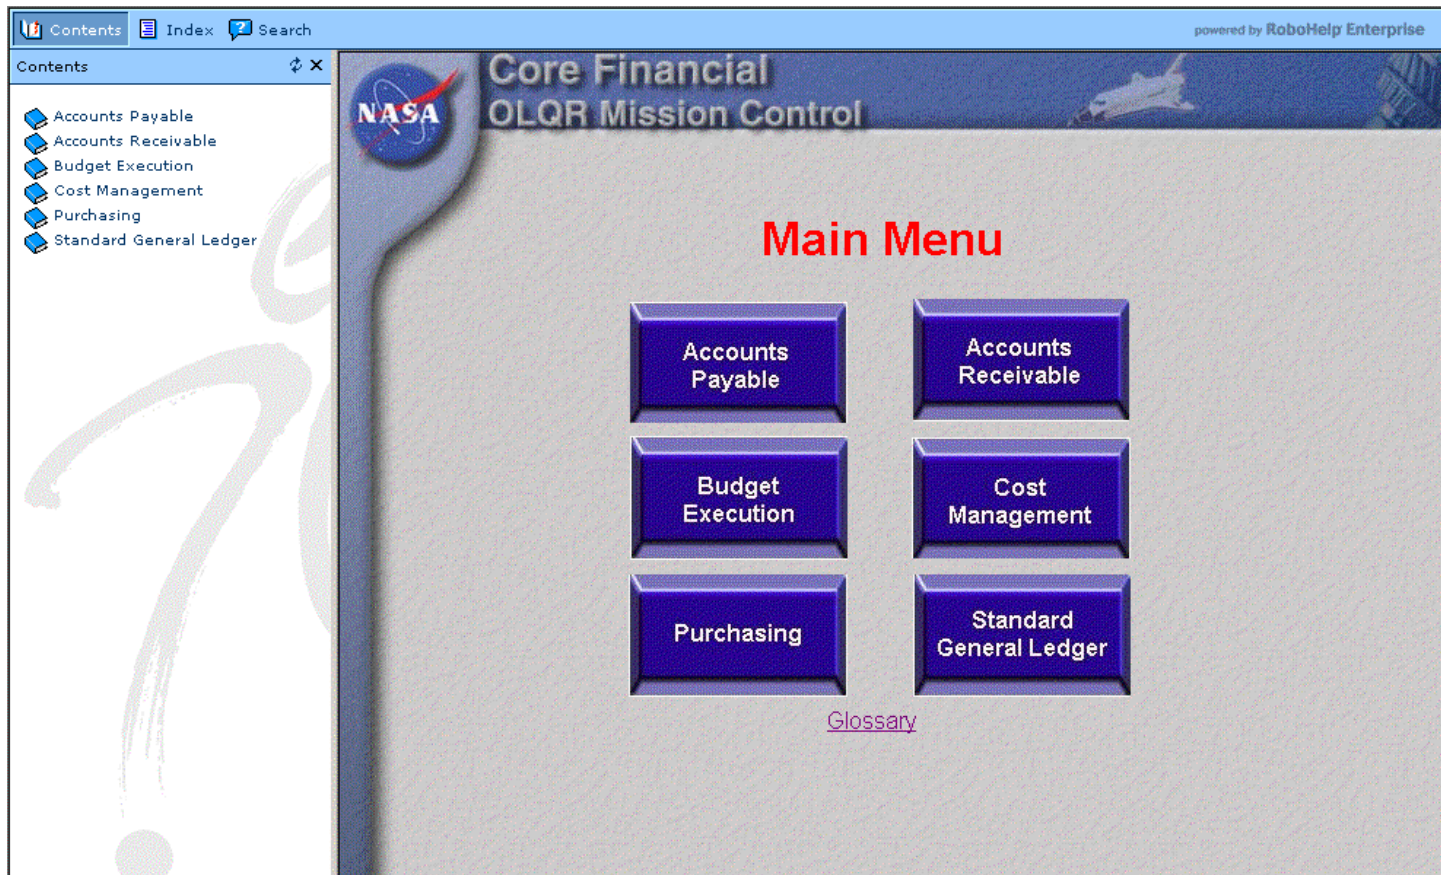 Contents Index Search
powered by RoboHelp Enterprise
Contents
Accounts Payable
Accounts Receivable
Budget Execution
Cost Management
Purchasing
Standard General Ledger
NASA
Core Financial
OLQR Mission Control
Main Menu
Accounts
Payable
Accounts
Receivable
Budget
Execution
Cost
Management
Purchasing
Standard
General Ledger
Glossary